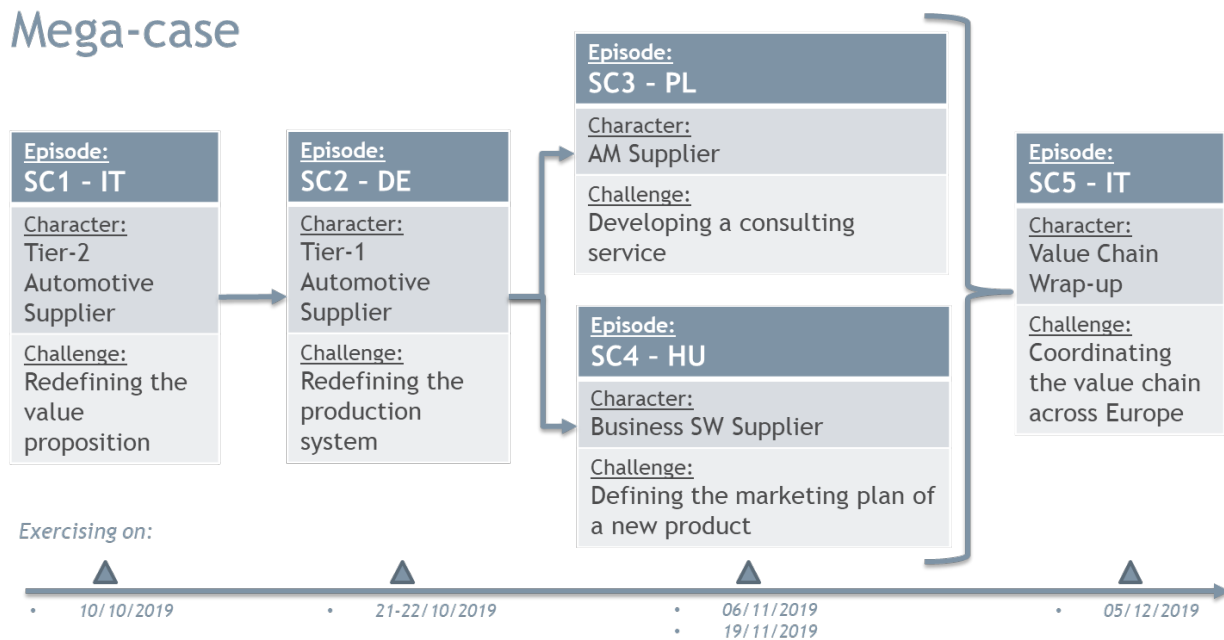 Mega-case
Episode:
SC1 – IT
Character:
Tier-2
Automotive
Supplier
Challenge:
Redefining the
value
proposition
Episode:
SC2 – DE
Character:
Tier-1
Automotive
Supplier
Challenge:
Redefining the
production
system
Episode:
SC3 – PL
Character:
AM Supplier
Challenge:
Developing a consulting
service
Episode:
SC4 – HU
Character:
Business SW Supplier
Challenge:
Defining the marketing plan of
a new product
Episode:
SC5 – IT
Character:
Value Chain
Wrap-up
Challenge:
Coordinating
the value chain
across Europe
Exercising on:
• 10/10/2019
• 21-22/10/2019
• 06/11/2019
• 19/11/2019
• 05/12/2019